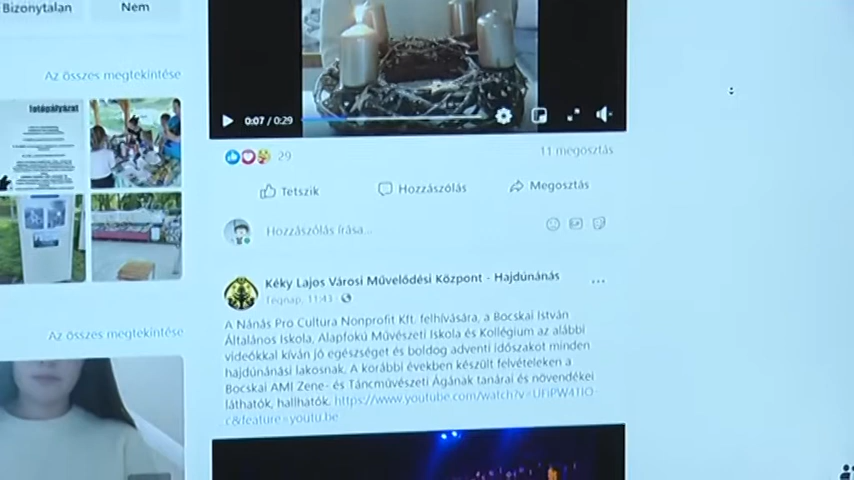 Bizonytalan
Nem
Az összes megtekintése
fotópályázat
0:07 / 0:29
29
11 megosztás
Tetszik
Hozzászólás
Megosztás
Hozzászólás írása...
Kéky Lajos Városi Művelődési Központ - Hajdúnánás
Tegnap, 11:43
A Nánás Pro Cultura Nonprofit Kft. felhívására, a Bocskai István
Általános Iskola, Alapfokú Művészeti Iskola és Kollégium az alábbi
videókkal kíván jó egészséget és boldog adventi időszakot minden
hajdúnánási lakosnak. A korábbi években készült felvételeken a
Bocskai AMI Zene- és Táncművészeti Ágának tanárai és növendékei
láthatók, hallhatók. https://www.youtube.com/watch?v=
&feature=youtu.be
Az összes megtekintése